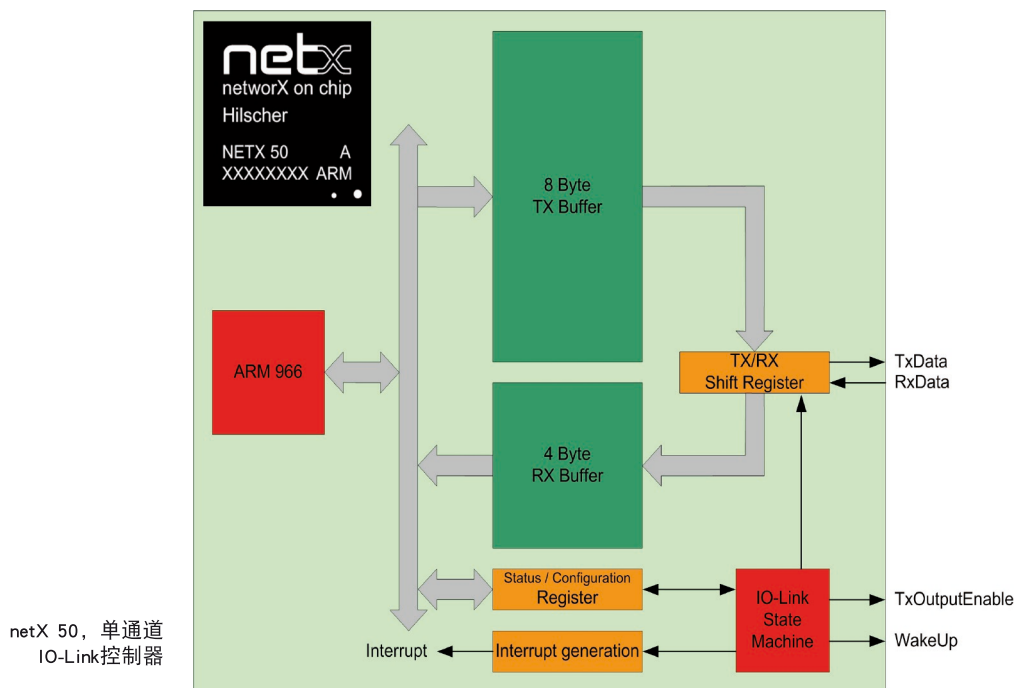 netx
networX on chip
Hilscher
NETX 50 A
XXXXXXXX ARM
8 Byte
TX Buffer
ARM 966
TX/RX
Shift Register
TxData
RxData
4 Byte
RX Buffer
Status / Configuration
Register
IO-Link
State
Machine
TxOutputEnable
WakeUp
Interrupt
Interrupt generation
netX 50，单通道
IO-Link控制器